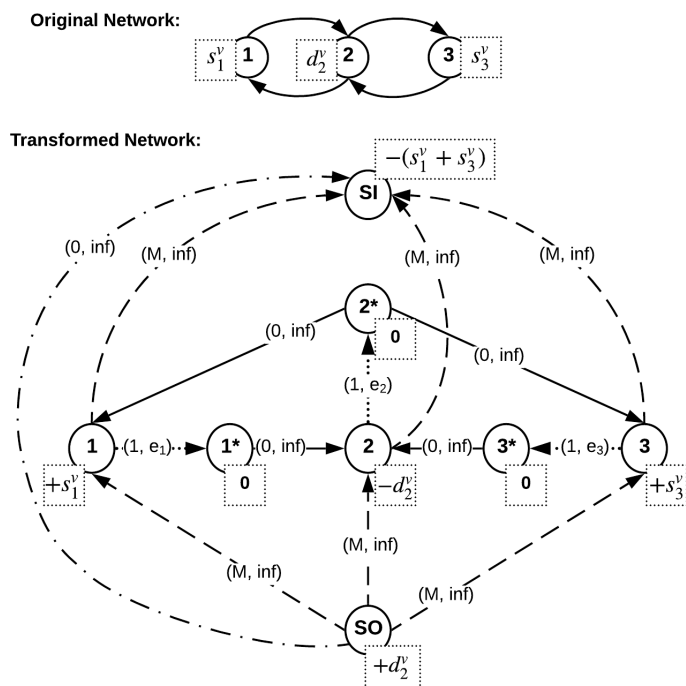 Original Network:
s₁ᵛ 1 d₂ᵛ 2 3 s₃ᵛ
Transformed Network:
−(s₁ᵛ + s₃ᵛ)
SI
(0, inf) (M, inf) (M, inf) (M, inf)
2*
0
(0, inf) (0, inf)
(1, e₂)
1 (1, e₁) 1* (0, inf) 2 (0, inf) 3* (1, e₃) 3
+s₁ᵛ 0 −d₂ᵛ 0 +s₃ᵛ
(M, inf)
(M, inf) (M, inf)
SO
+d₂ᵛ